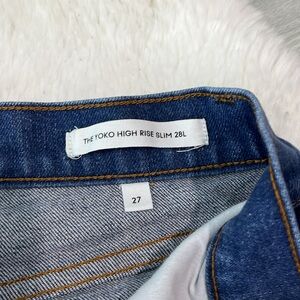 THE YOKO HIGH RISE SLIM 28L
27